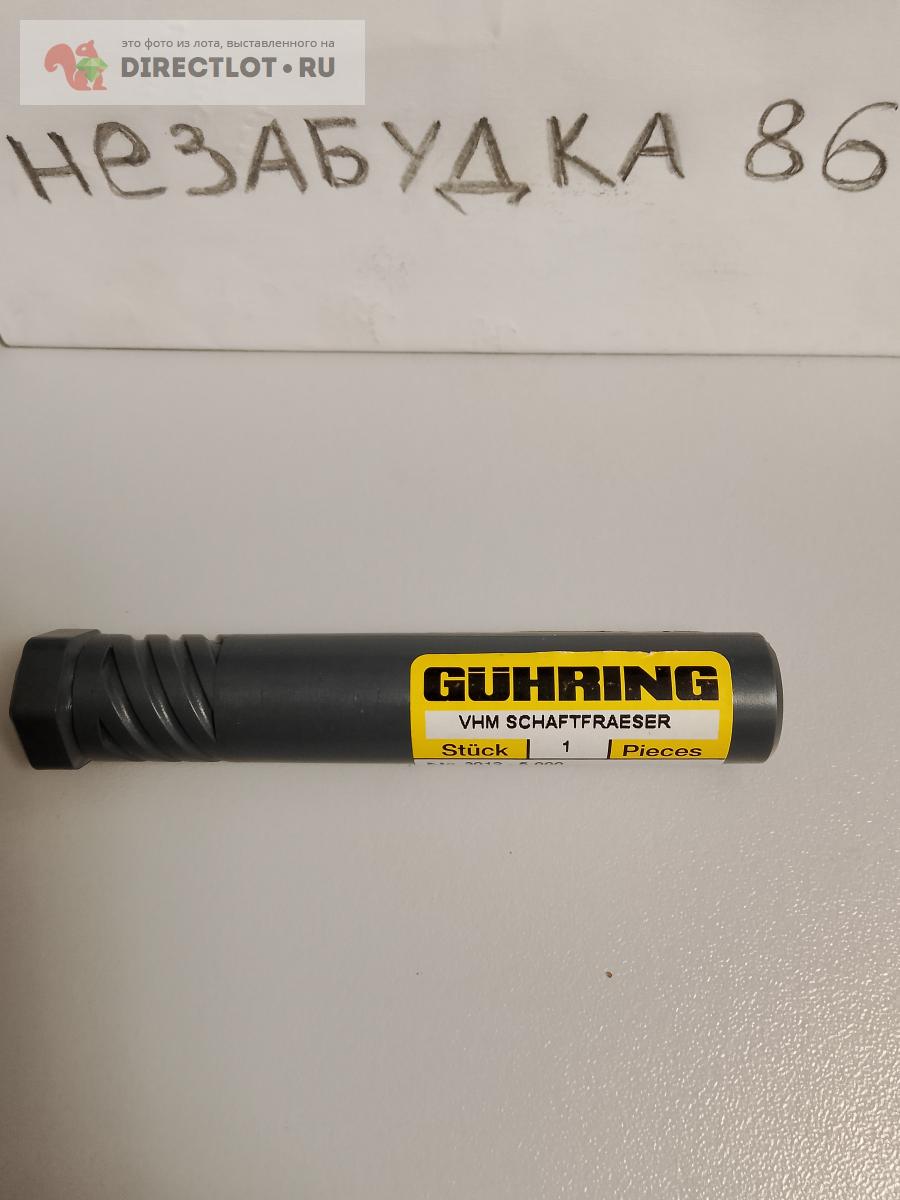 это фото из лота, выставленного на
DIRECTLOT.RU
НеЗАБУДКА 86
GÜHRING
VHM SCHAFTFRAESER
Stück 1 Pieces